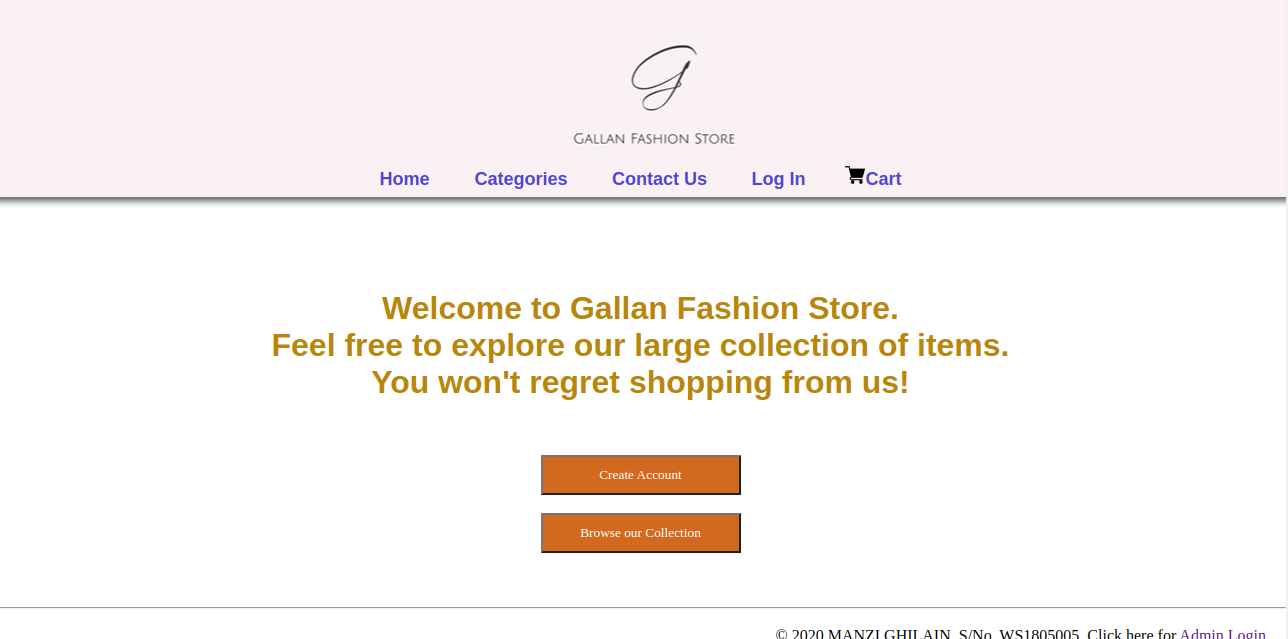 G
GALLAN FASHION STORE
Home Categories Contact Us Log In Cart
Welcome to Gallan Fashion Store.
Feel free to explore our large collection of items.
You won't regret shopping from us!
Create Account
Browse our Collection
© 2020 MANZI GHILAIN, S/No. WS1805005. Click here for Admin Login